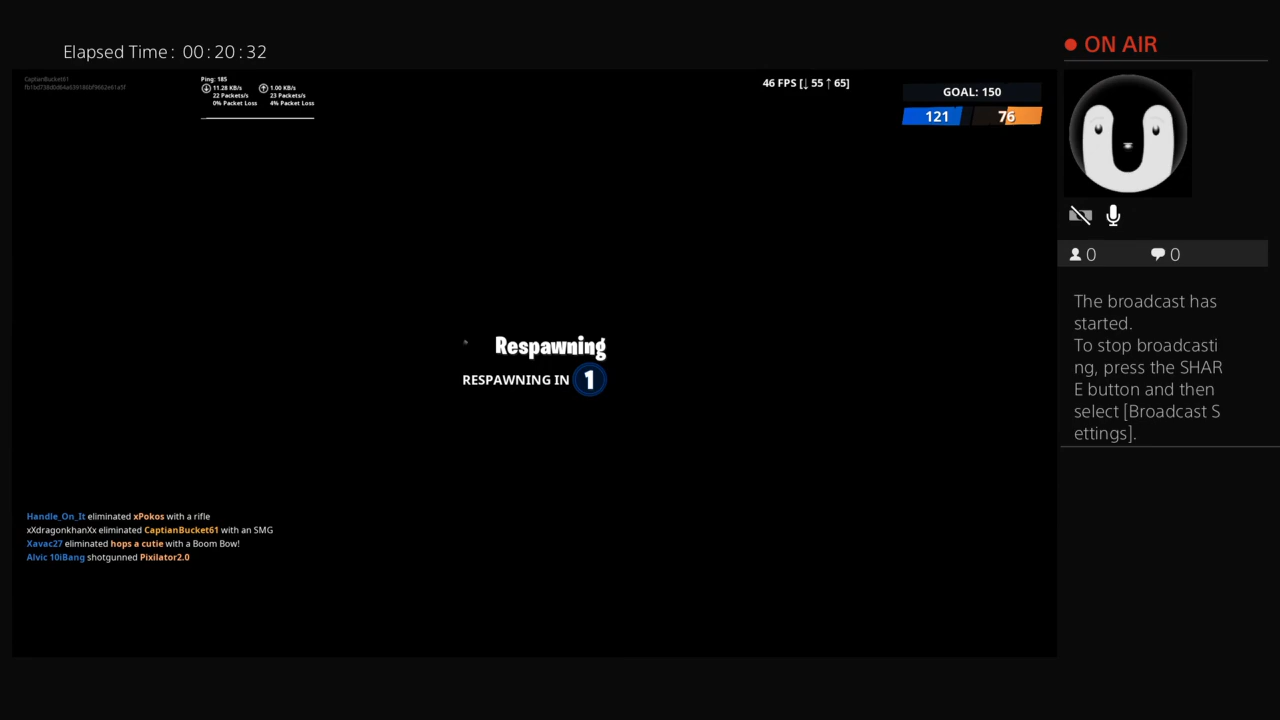 Elapsed Time: 00:20:32
ON AIR
CaptianBucket61
Ping: 185
11.28 KB/s 1.00 KB/s
22 Packets/s 23 Packets/s
0% Packet Loss 4% Packet Loss
46 FPS [↓ 55 ↑ 65]
GOAL: 150
121 76
0 0
The broadcast has
started.
To stop broadcasti
ng, press the SHAR
E button and then
select [Broadcast S
ettings].
Respawning
RESPAWNING IN 1
Handle_On_It eliminated xPokos with a rifle
xXdragonkhanXx eliminated CaptianBucket61 with an SMG
Xavac27 eliminated hops a cutie with a Boom Bow!
Alvic 10iBang shotgunned Pixilator2.0